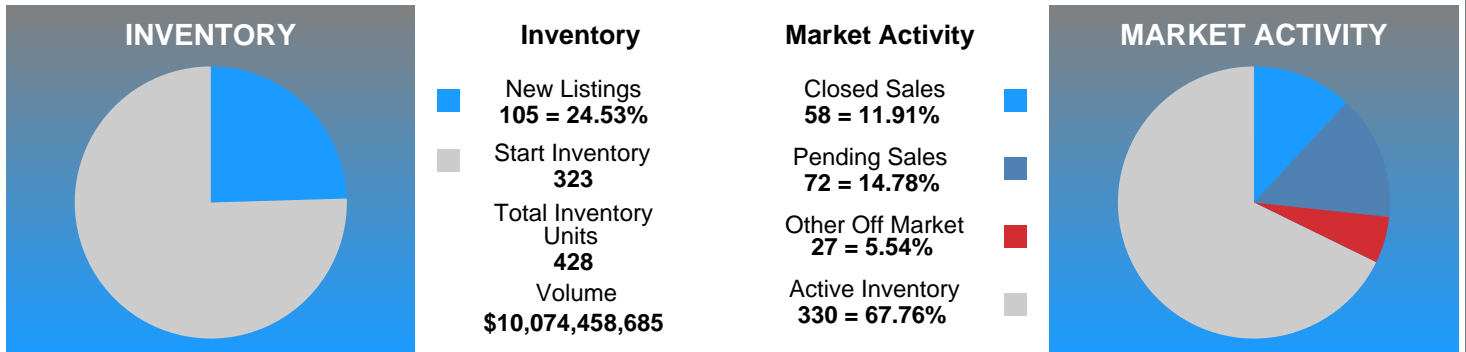 INVENTORY
Inventory
New Listings
105 = 24.53%
Start Inventory
323
Total Inventory
Units
428
Volume
$10,074,458,685
Market Activity
Closed Sales
58 = 11.91%
Pending Sales
72 = 14.78%
Other Off Market
27 = 5.54%
Active Inventory
330 = 67.76%
MARKET ACTIVITY